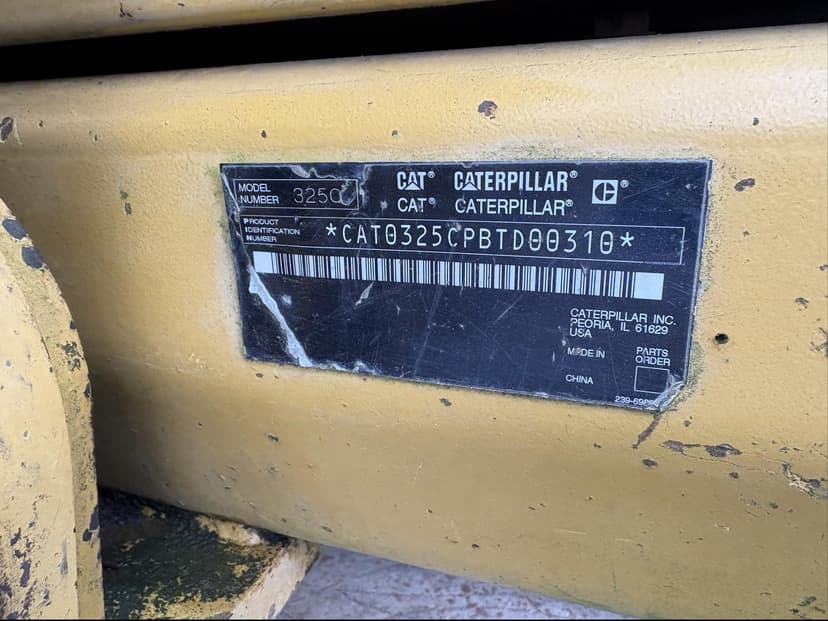 MODEL NUMBER 325C
CAT® CATERPILLAR® C®
CAT® CATERPILLAR®
PRODUCT IDENTIFICATION NUMBER *CAT0325CPBTD00310*
CATERPILLAR INC.
PEORIA, IL 61629
USA
MADE IN CHINA
PARTS ORDER